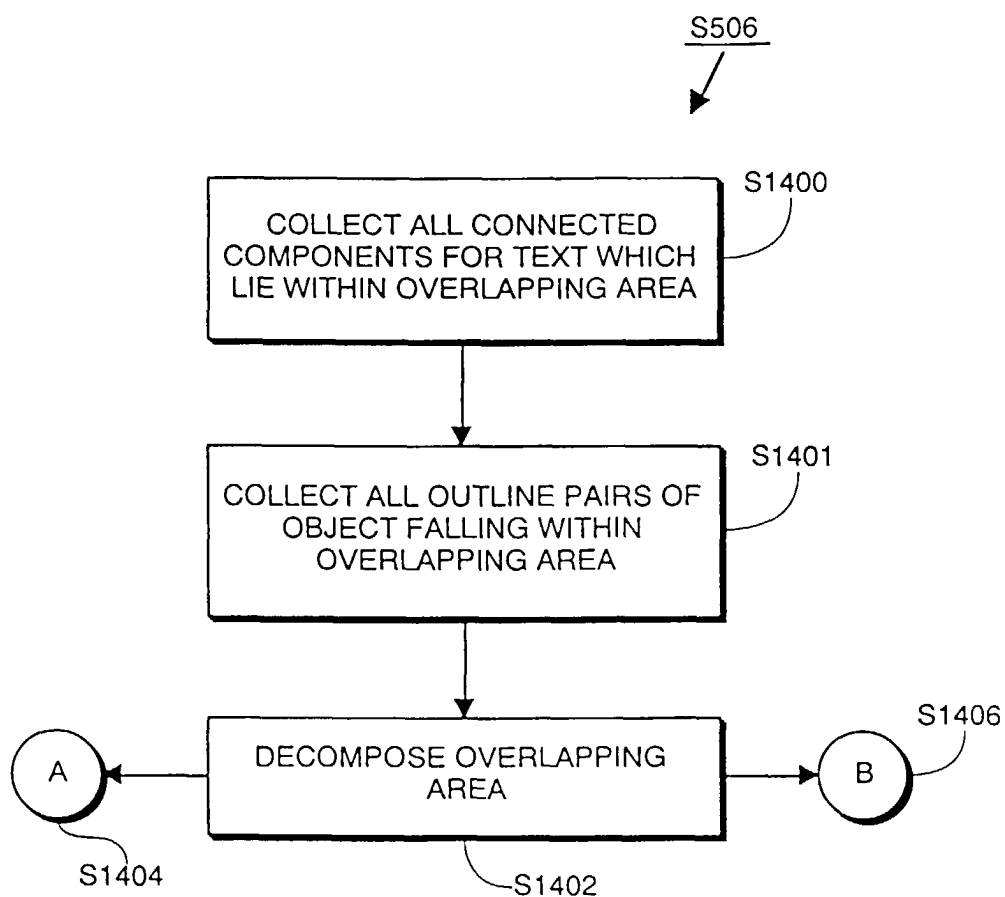 S506
S1400
COLLECT ALL CONNECTED
COMPONENTS FOR TEXT WHICH
LIE WITHIN OVERLAPPING AREA
S1401
COLLECT ALL OUTLINE PAIRS OF
OBJECT FALLING WITHIN
OVERLAPPING AREA
S1406
A
DECOMPOSE OVERLAPPING
AREA
B
S1404
S1402